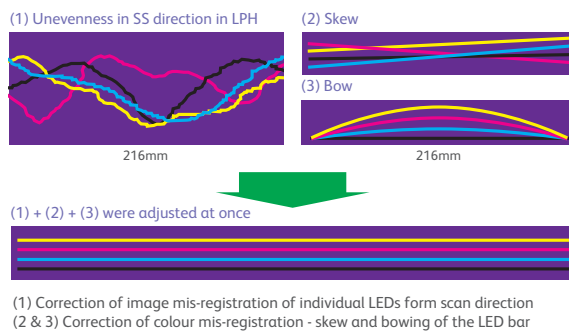 (1) Unevenness in SS direction in LPH
(2) Skew
(3) Bow
216mm
216mm
(1) + (2) + (3) were adjusted at once
(1) Correction of image mis-registration of individual LEDs form scan direction
(2 & 3) Correction of colour mis-registration - skew and bowing of the LED bar